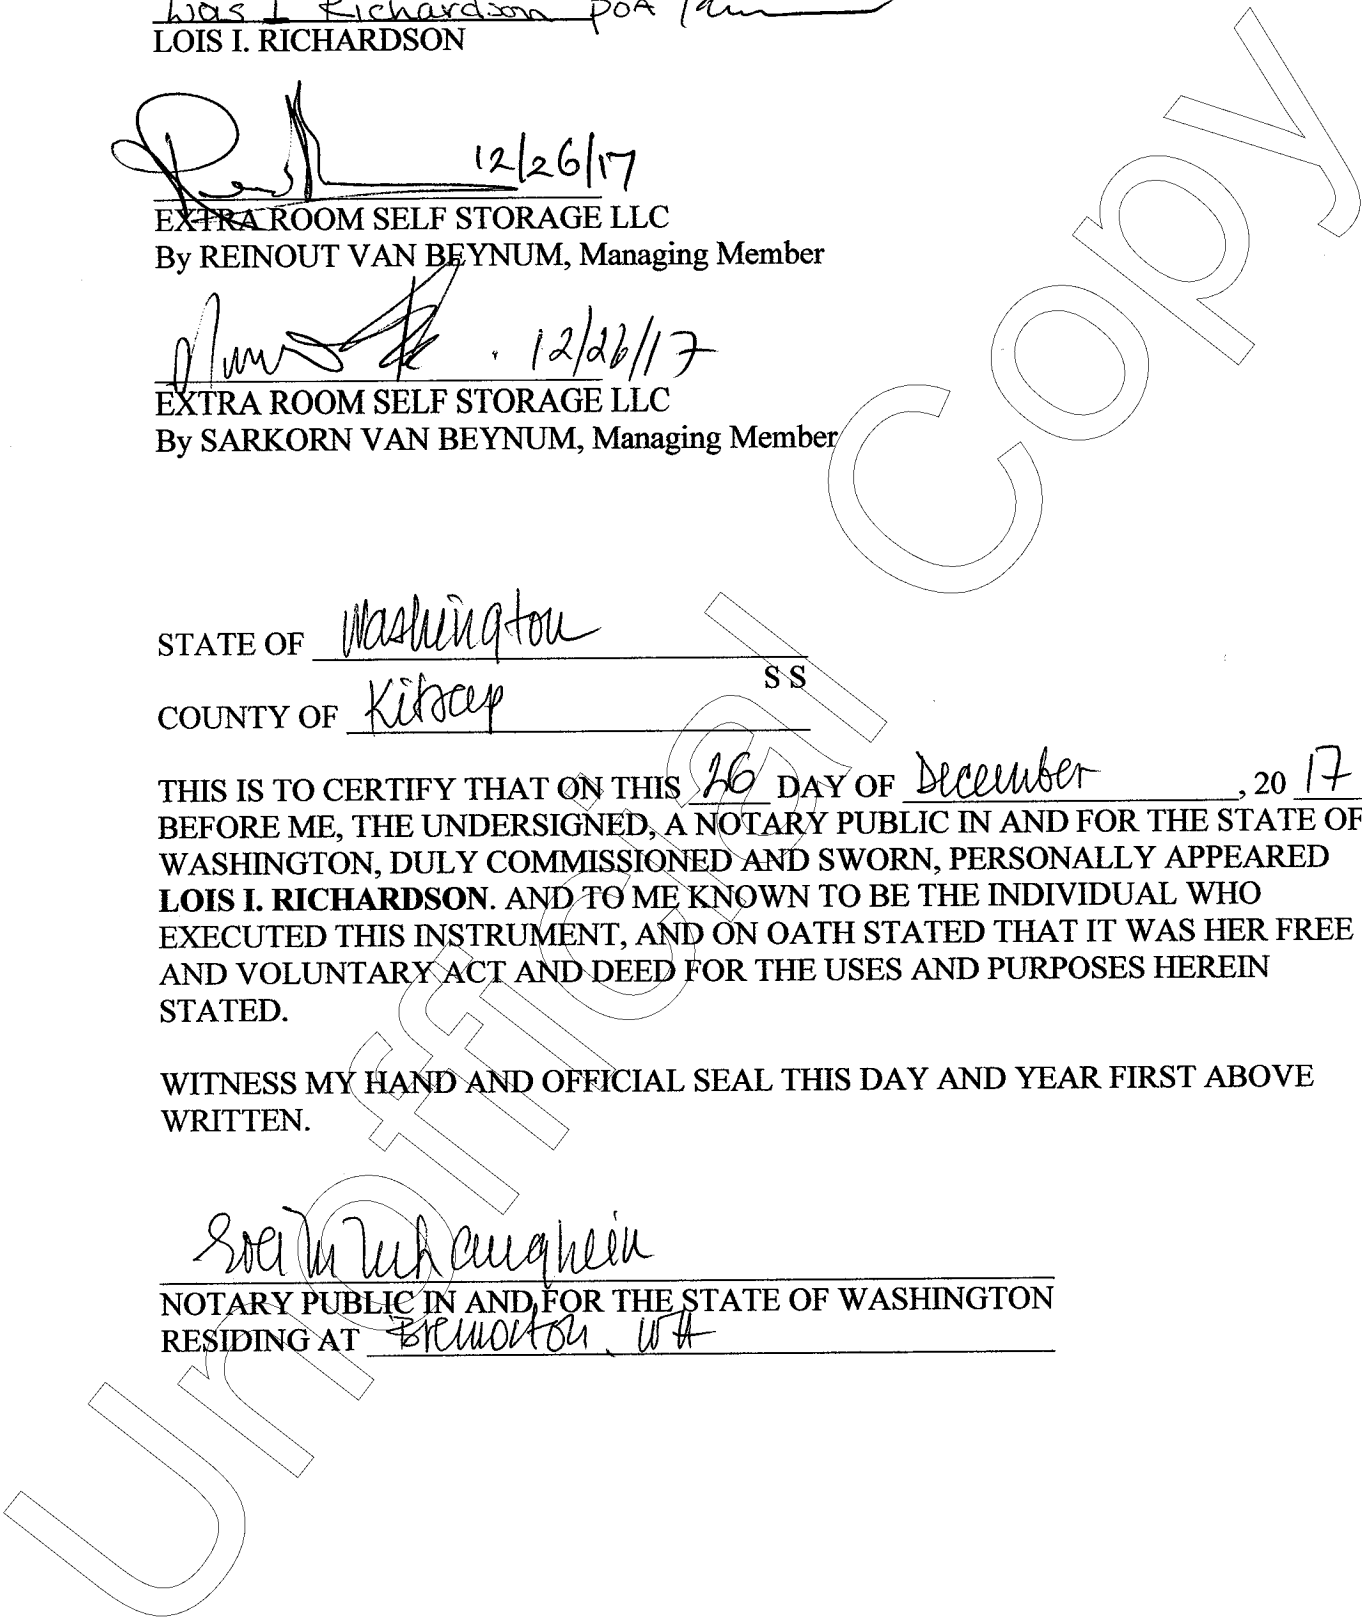 Lois I Richardson POA
LOIS I. RICHARDSON
12/26/17
EXTRA ROOM SELF STORAGE LLC
By REINOUT VAN BEYNUM, Managing Member
12/26/17
EXTRA ROOM SELF STORAGE LLC
By SARKORN VAN BEYNUM, Managing Member
STATE OF Washington
S S
COUNTY OF Kitsap
THIS IS TO CERTIFY THAT ON THIS 26 DAY OF December, 20 17
BEFORE ME, THE UNDERSIGNED, A NOTARY PUBLIC IN AND FOR THE STATE OF
WASHINGTON, DULY COMMISSIONED AND SWORN, PERSONALLY APPEARED
LOIS I. RICHARDSON. AND TO ME KNOWN TO BE THE INDIVIDUAL WHO
EXECUTED THIS INSTRUMENT, AND ON OATH STATED THAT IT WAS HER FREE
AND VOLUNTARY ACT AND DEED FOR THE USES AND PURPOSES HEREIN
STATED.
WITNESS MY HAND AND OFFICIAL SEAL THIS DAY AND YEAR FIRST ABOVE
WRITTEN.
NOTARY PUBLIC IN AND FOR THE STATE OF WASHINGTON
RESIDING AT Bremerton, WA
Unofficial Copy